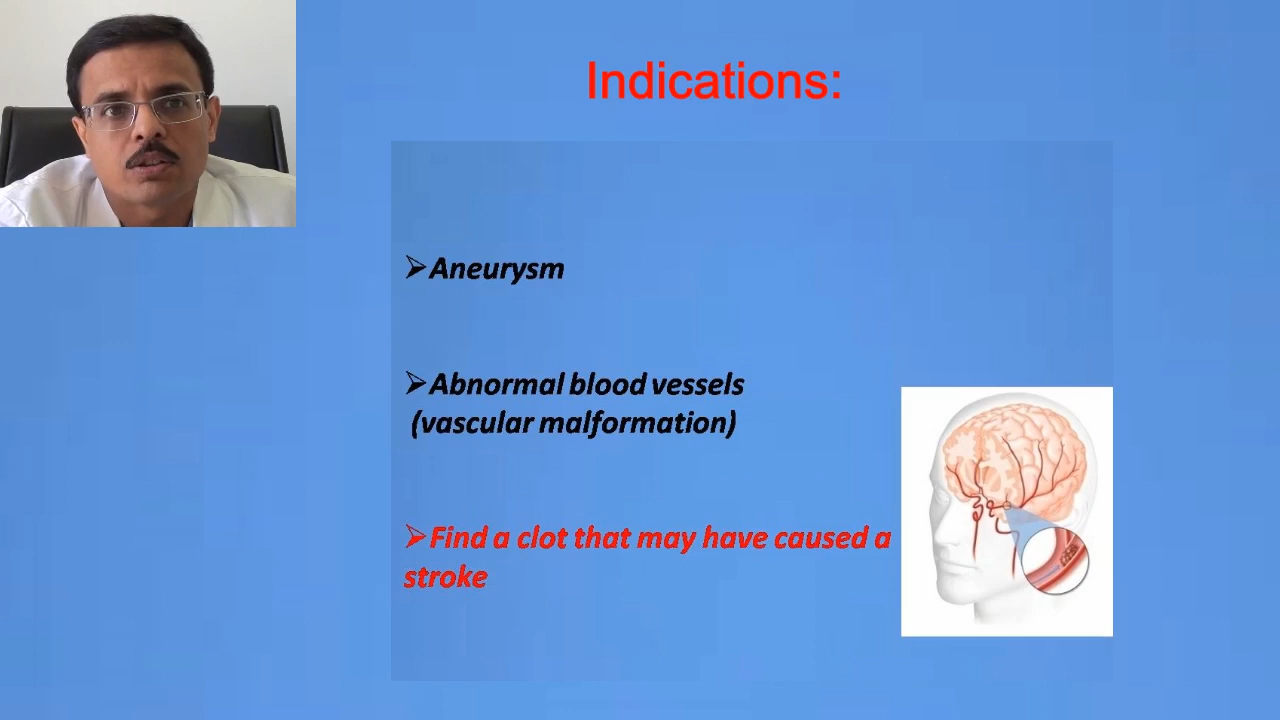 Indications:
➢Aneurysm
➢Abnormal blood vessels
(vascular malformation)
➢Find a clot that may have caused a
stroke